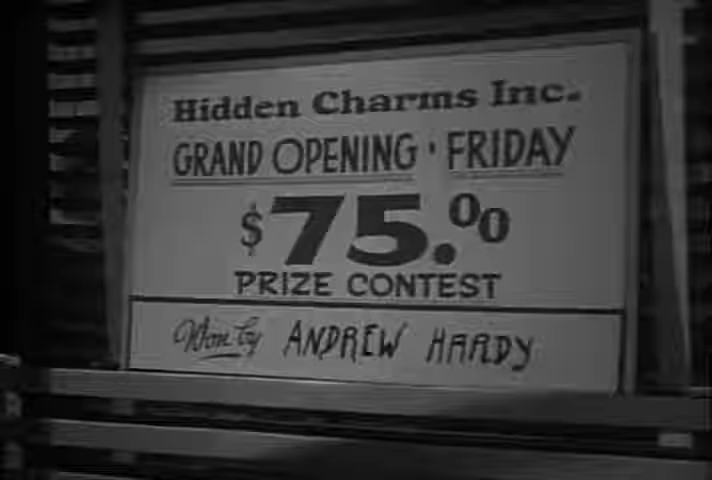 Hidden Charms Inc.
GRAND OPENING · FRIDAY
$75.00
PRIZE CONTEST
Won by ANDREW HARDY